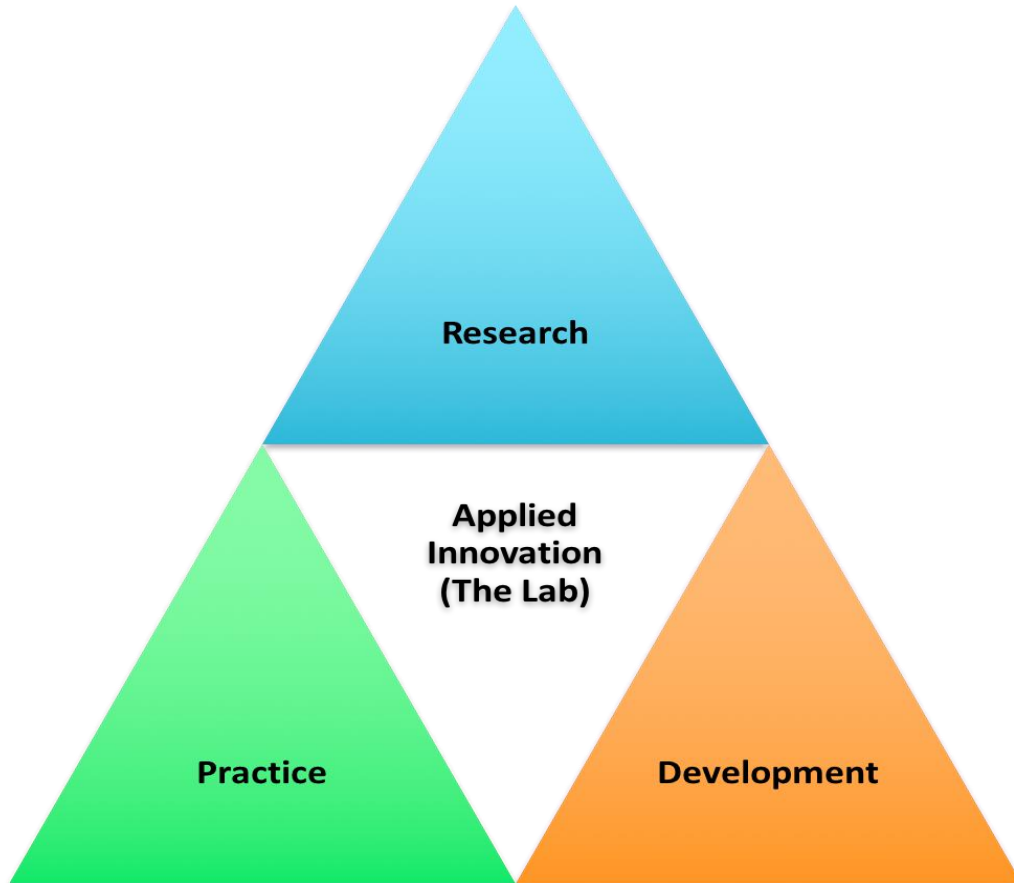 Research
Applied
Innovation
(The Lab)
Practice
Development